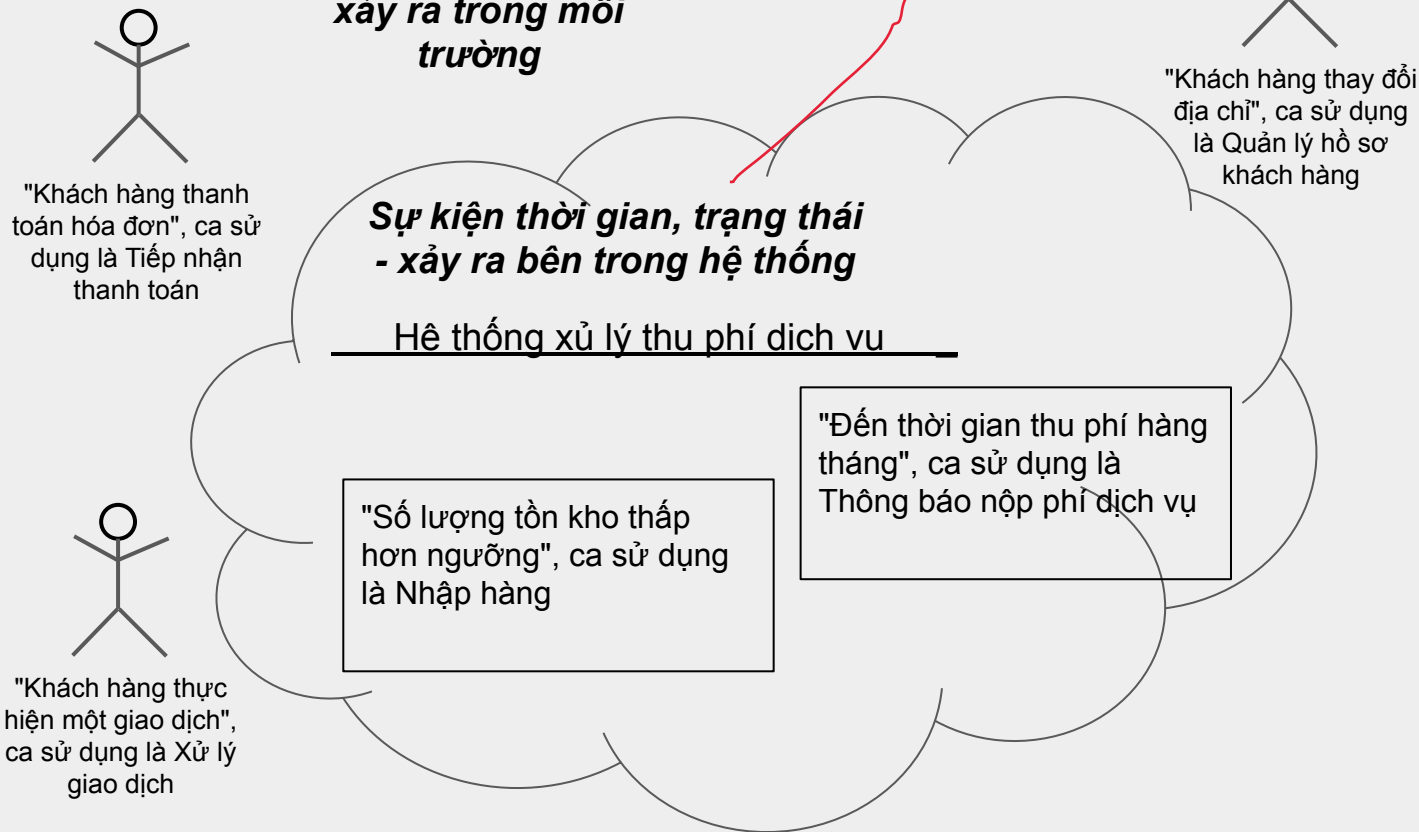 xảy ra trong môi
trường
"Khách hàng thay đổi
địa chỉ", ca sử dụng
là Quản lý hồ sơ
khách hàng
"Khách hàng thanh
toán hóa đơn", ca sử
dụng là Tiếp nhận
thanh toán
Sự kiện thời gian, trạng thái
- xảy ra bên trong hệ thống
Hê thống xủ lý thu phí dich vu
"Đến thời gian thu phí hàng
tháng", ca sử dụng là
Thông báo nộp phí dịch vụ
"Số lượng tồn kho thấp
hơn ngưỡng", ca sử dụng
là Nhập hàng
"Khách hàng thực
hiện một giao dịch",
ca sử dụng là Xử lý
giao dịch